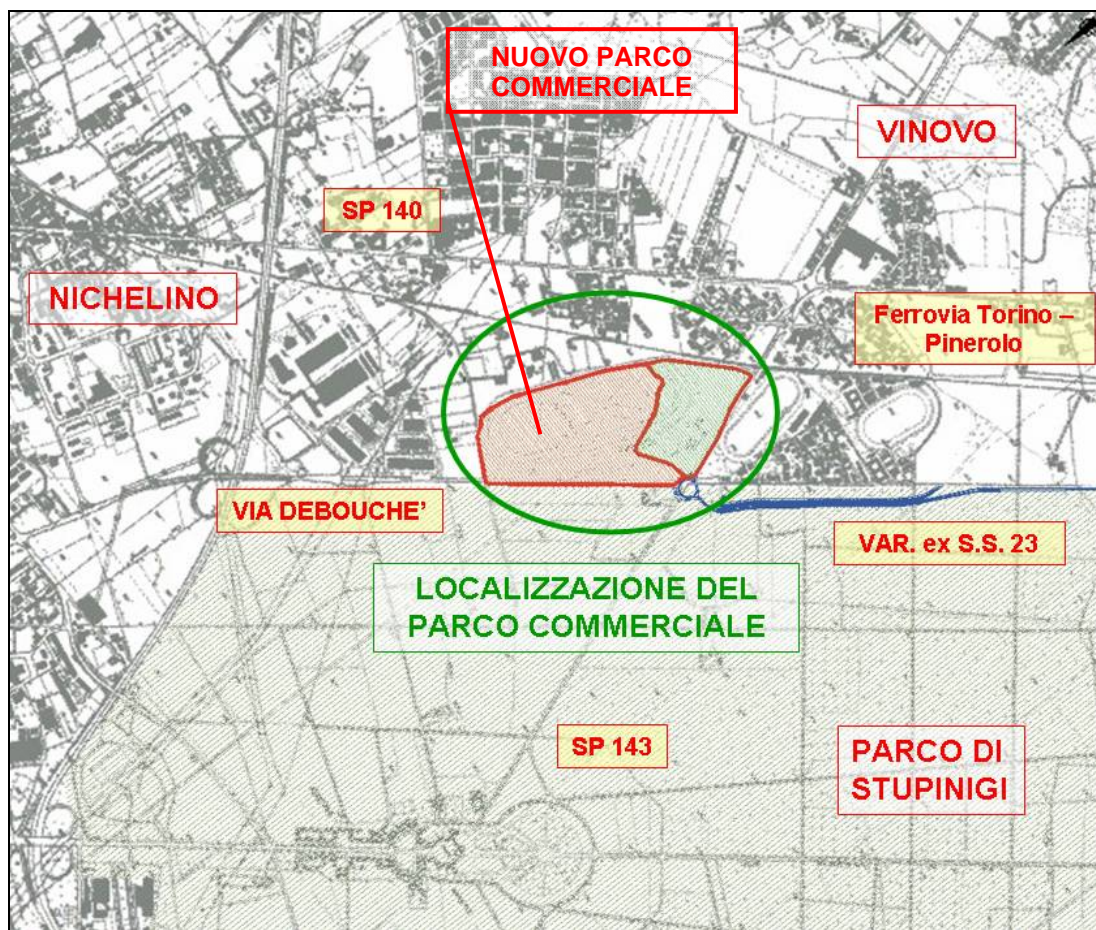 NUOVO PARCO
COMMERCIALE
VINOVO
SP 140
NICHELINO
Ferrovia Torino –
Pinerolo
VIA DEBOUCHE'
VAR. ex S.S. 23
LOCALIZZAZIONE DEL
PARCO COMMERCIALE
SP 143
PARCO DI
STUPINIGI